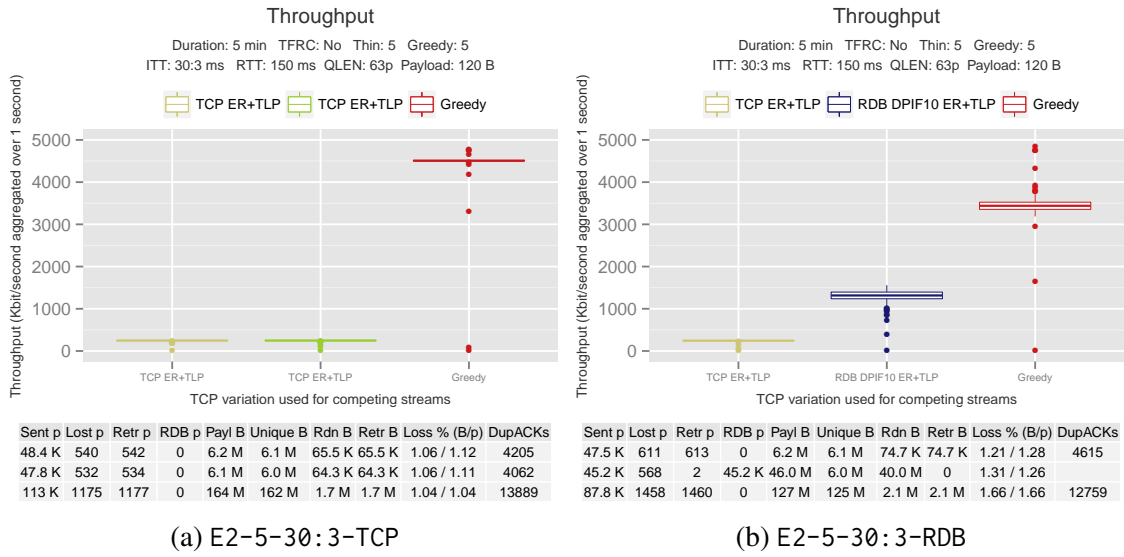 Throughput
Duration: 5 min TFRC: No Thin: 5 Greedy: 5
ITT: 30:3 ms RTT: 150 ms QLEN: 63p Payload: 120 B
TCP ER+TLP TCP ER+TLP Greedy
Throughput (Kbit/second aggregated over 1 second)
5000
4000
3000
2000
1000
0
TCP ER+TLP TCP ER+TLP Greedy
TCP variation used for competing streams
Sent p Lost p Retr p RDB p Payl B Unique B Rdn B Retr B Loss % (B/p) DupACKs
48.4 K 540 542 0 6.2 M 6.1 M 65.5 K 65.5 K 1.06 / 1.12 4205
47.8 K 532 534 0 6.1 M 6.0 M 64.3 K 64.3 K 1.06 / 1.11 4062
113 K 1175 1177 0 164 M 162 M 1.7 M 1.7 M 1.04 / 1.04 13889
(a) E2-5-30:3-TCP
Throughput
Duration: 5 min TFRC: No Thin: 5 Greedy: 5
ITT: 30:3 ms RTT: 150 ms QLEN: 63p Payload: 120 B
TCP ER+TLP RDB DPIF10 ER+TLP Greedy
Throughput (Kbit/second aggregated over 1 second)
5000
4000
3000
2000
1000
0
TCP ER+TLP RDB DPIF10 ER+TLP Greedy
TCP variation used for competing streams
Sent p Lost p Retr p RDB p Payl B Unique B Rdn B Retr B Loss % (B/p) DupACKs
47.5 K 611 613 0 6.2 M 6.1 M 74.7 K 74.7 K 1.21 / 1.28 4615
45.2 K 568 2 45.2 K 46.0 M 6.0 M 40.0 M 0 1.31 / 1.26
87.8 K 1458 1460 0 127 M 125 M 2.1 M 2.1 M 1.66 / 1.66 12759
(b) E2-5-30:3-RDB